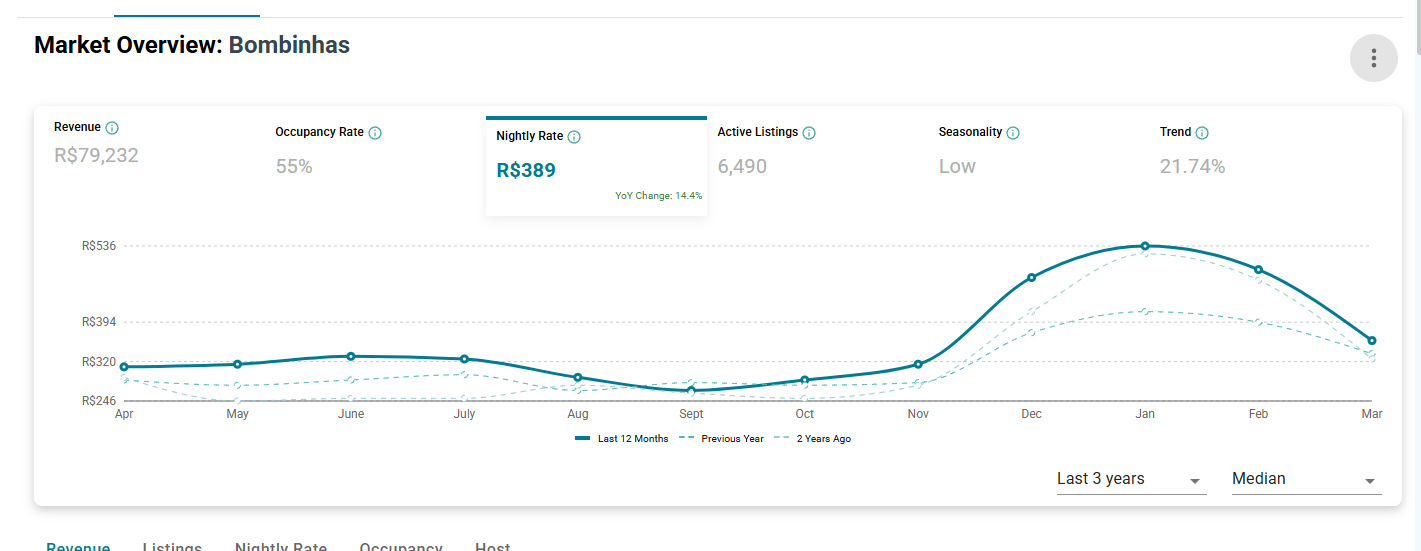 Market Overview: Bombinhas
Revenue
R$79,232
Occupancy Rate
55%
Nightly Rate
R$389
YoY Change: 14.4%
Active Listings
6,490
Seasonality
Low
Trend
21.74%
R$536
R$394
R$320
R$246
Apr May June July Aug Sept Oct Nov Dec Jan Feb Mar
Last 12 Months Previous Year 2 Years Ago
Last 3 years Median
Revenue Listings Nightly Rate Occupancy Host